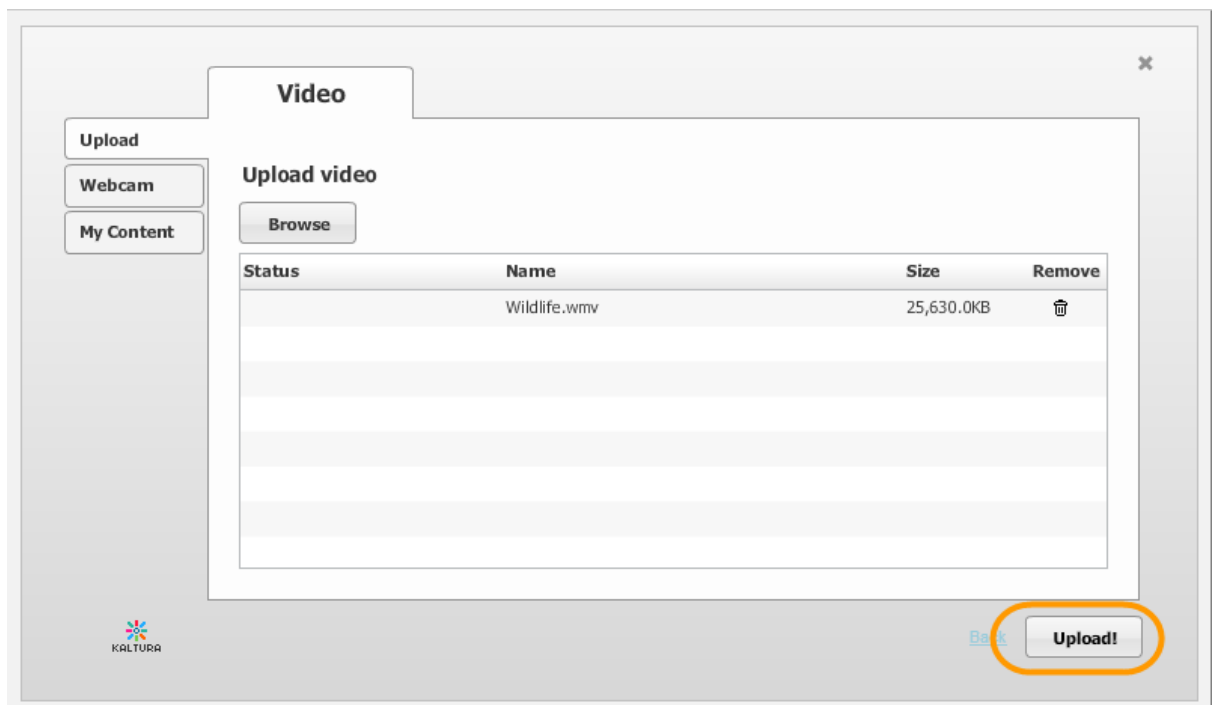 Video
Upload
Webcam
My Content
Upload video
Browse
Status Name Size Remove
Wildlife.wmv 25,630.0KB
KALTURA
Back Upload!